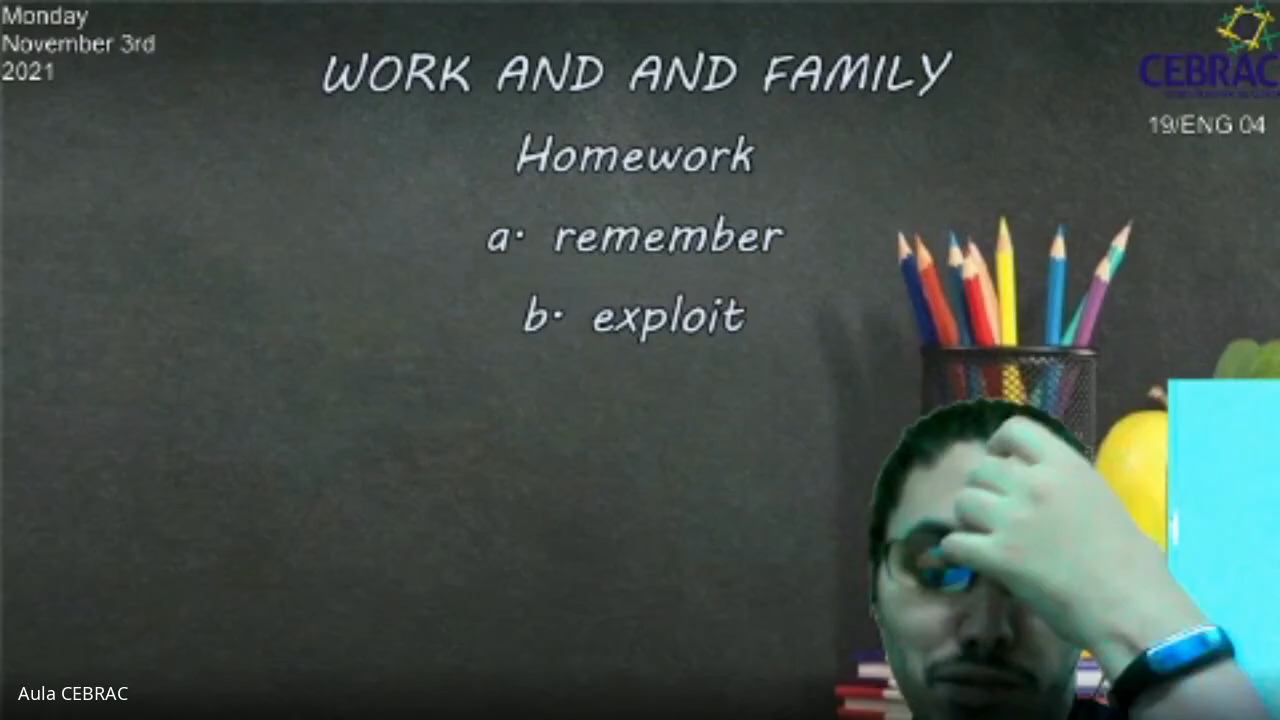 Monday
November 3rd
2021
WORK AND AND FAMILY
Homework
a. remember
b. exploit
CEBRAC
19/ENG 04
Aula CEBRAC